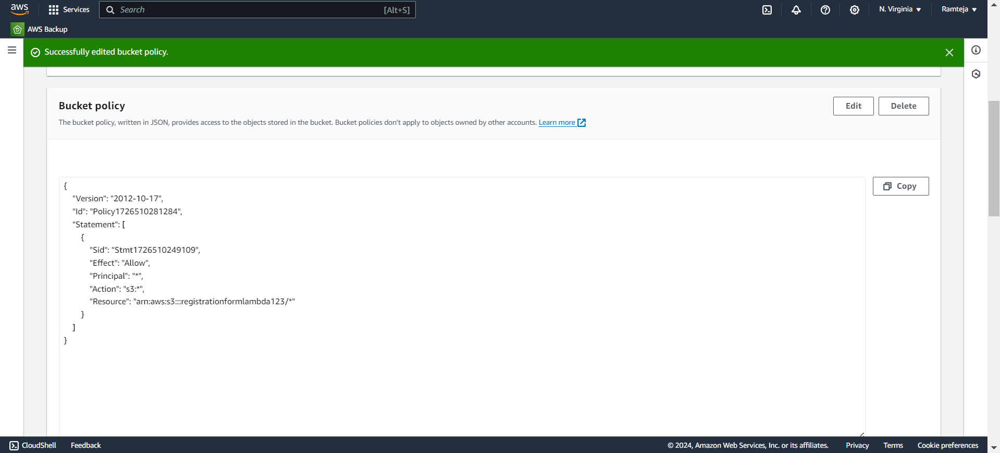 aws
Services
Search
[Alt+S]
N. Virginia
Ramteja
AWS Backup
Successfully edited bucket policy.
Bucket policy
Edit
Delete
The bucket policy, written in JSON, provides access to the objects stored in the bucket. Bucket policies don't apply to objects owned by other accounts. Learn more
Copy
{
"Version": "2012-10-17",
"Id": "Policy1726510281284",
"Statement": [
{
"Sid": "Stmt1726510249109",
"Effect": "Allow",
"Principal": "*",
"Action": "s3:*",
"Resource": "arn:aws:s3:::registrationformlambda123/*"
}
]
}
CloudShell
Feedback
© 2024, Amazon Web Services, Inc. or its affiliates.
Privacy
Terms
Cookie preferences